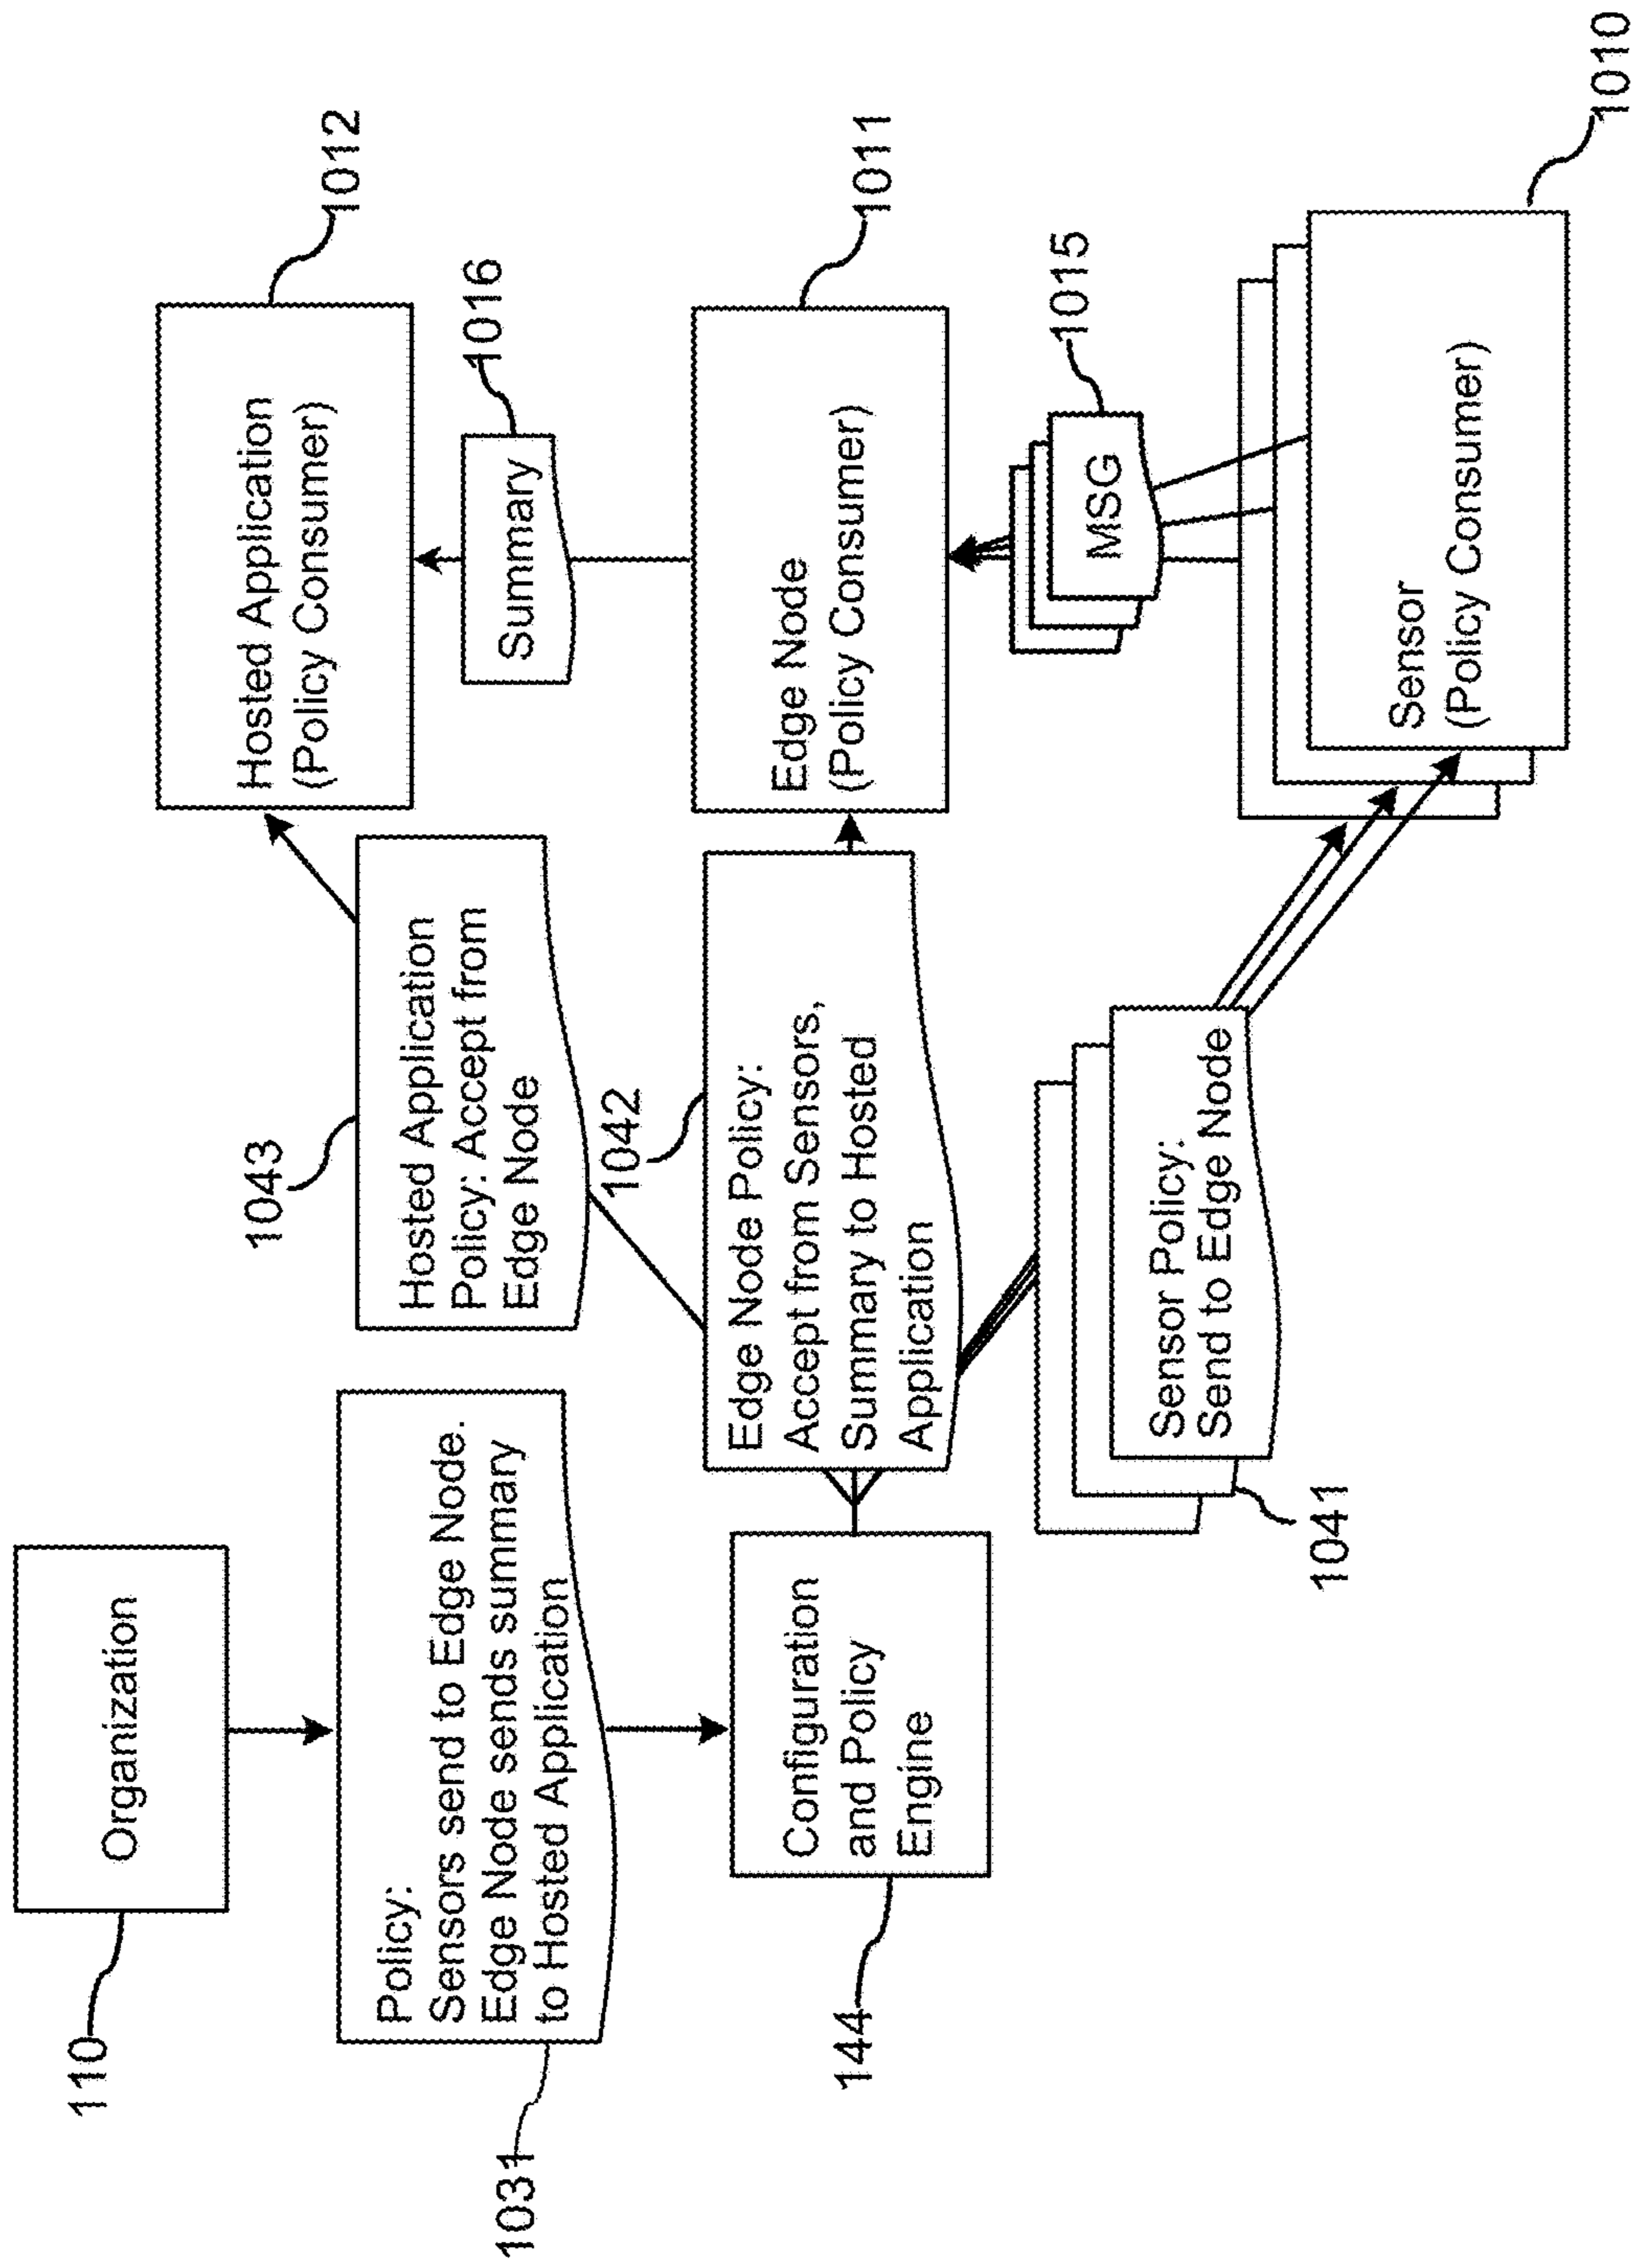 110
Organization
1031
Policy:
Sensors send to Edge Node.
Edge Node sends summary
to Hosted Application
144
Configuration
and Policy
Engine
1043
Hosted Application
Policy: Accept from
Edge Node
1042
Edge Node Policy:
Accept from Sensors,
Summary to Hosted
Application
1041
Sensor Policy:
Send to Edge Node
1012
Hosted Application
(Policy Consumer)
1016
Summary
1011
Edge Node
(Policy Consumer)
1015
MSG
Sensor
(Policy Consumer)
1010